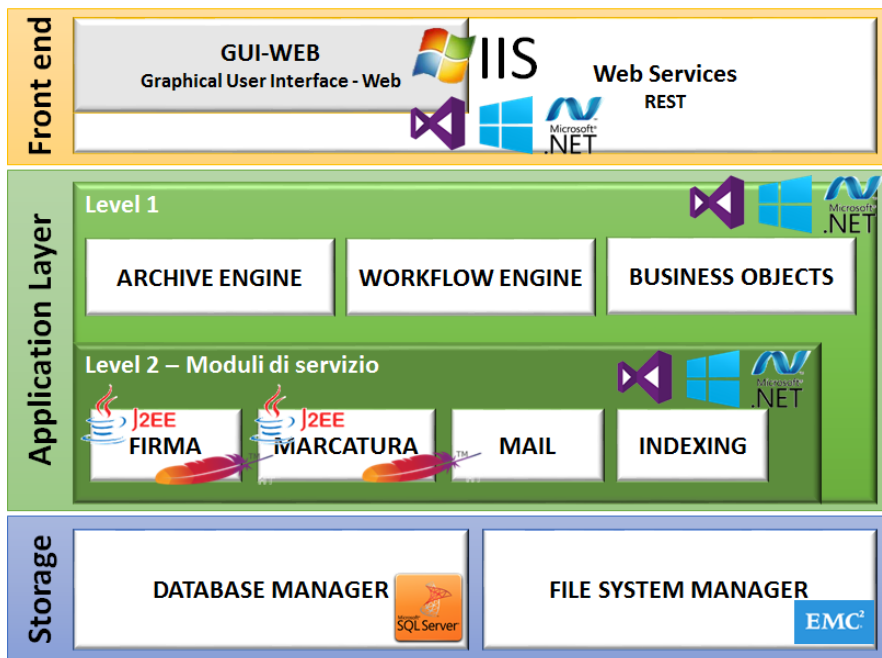 Front end
GUI-WEB
Graphical User Interface - Web
IIS
Web Services
REST
Microsoft®
.NET
Application Layer
Level 1
Microsoft®
.NET
ARCHIVE ENGINE
WORKFLOW ENGINE
BUSINESS OBJECTS
Level 2 – Moduli di servizio
Microsoft®
.NET
J2EE
FIRMA
TM
J2EE
MARCATURA
TM
MAIL
INDEXING
Storage
DATABASE MANAGER
Microsoft®
SQL Server
FILE SYSTEM MANAGER
EMC²